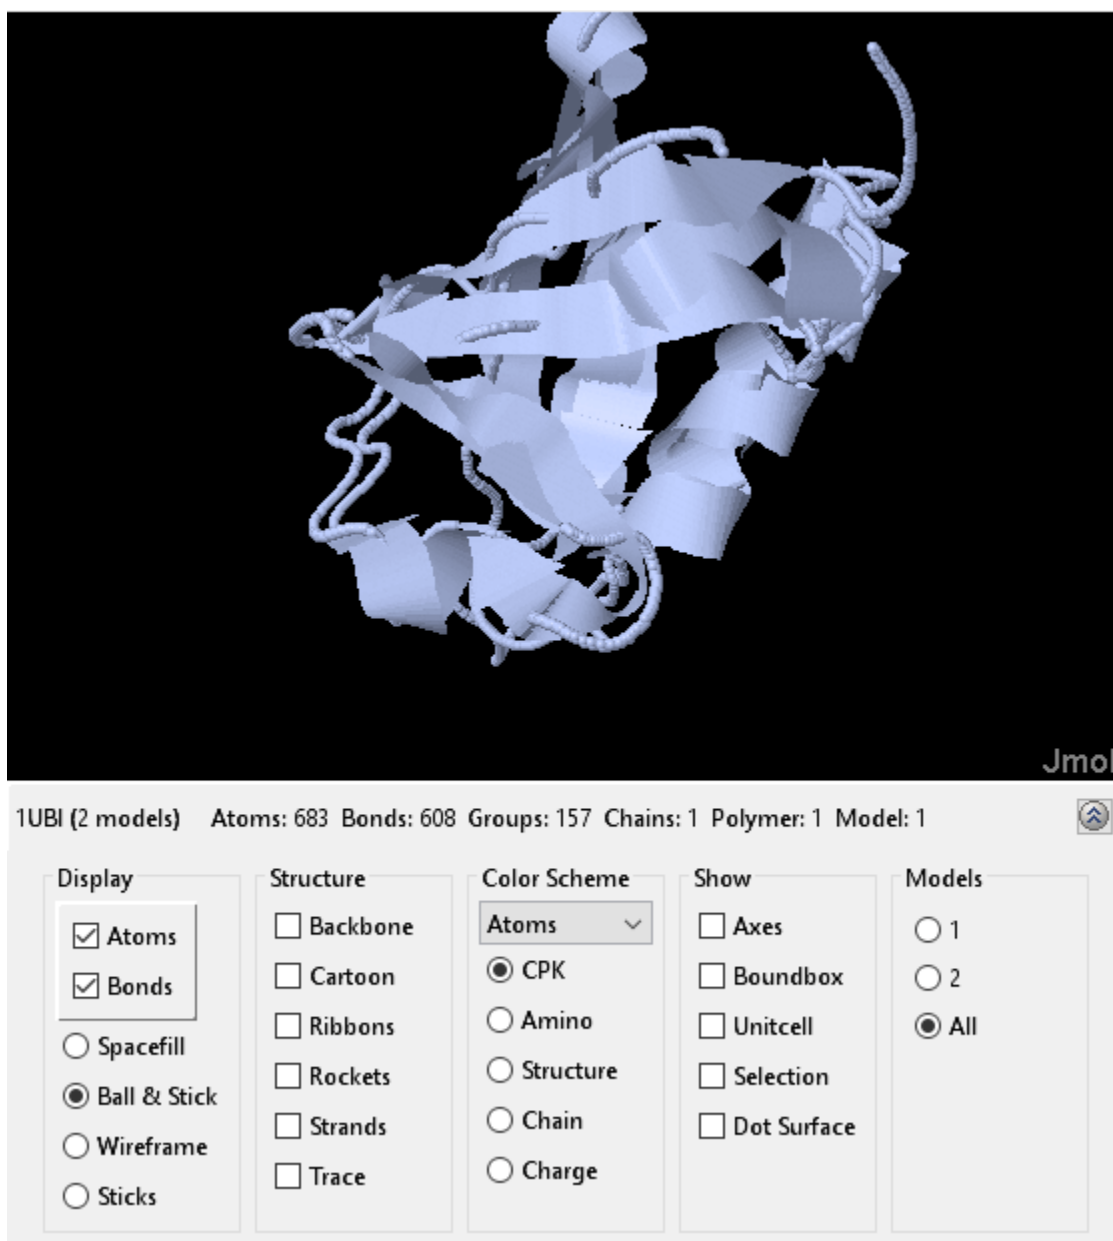 Jmol
1UBI (2 models) Atoms: 683 Bonds: 608 Groups: 157 Chains: 1 Polymer: 1 Model: 1
Display
Atoms
Bonds
Spacefill
Ball & Stick
Wireframe
Sticks
Structure
Backbone
Cartoon
Ribbons
Rockets
Strands
Trace
Color Scheme
Atoms
CPK
Amino
Structure
Chain
Charge
Show
Axes
Boundbox
Unitcell
Selection
Dot Surface
Models
1
2
All